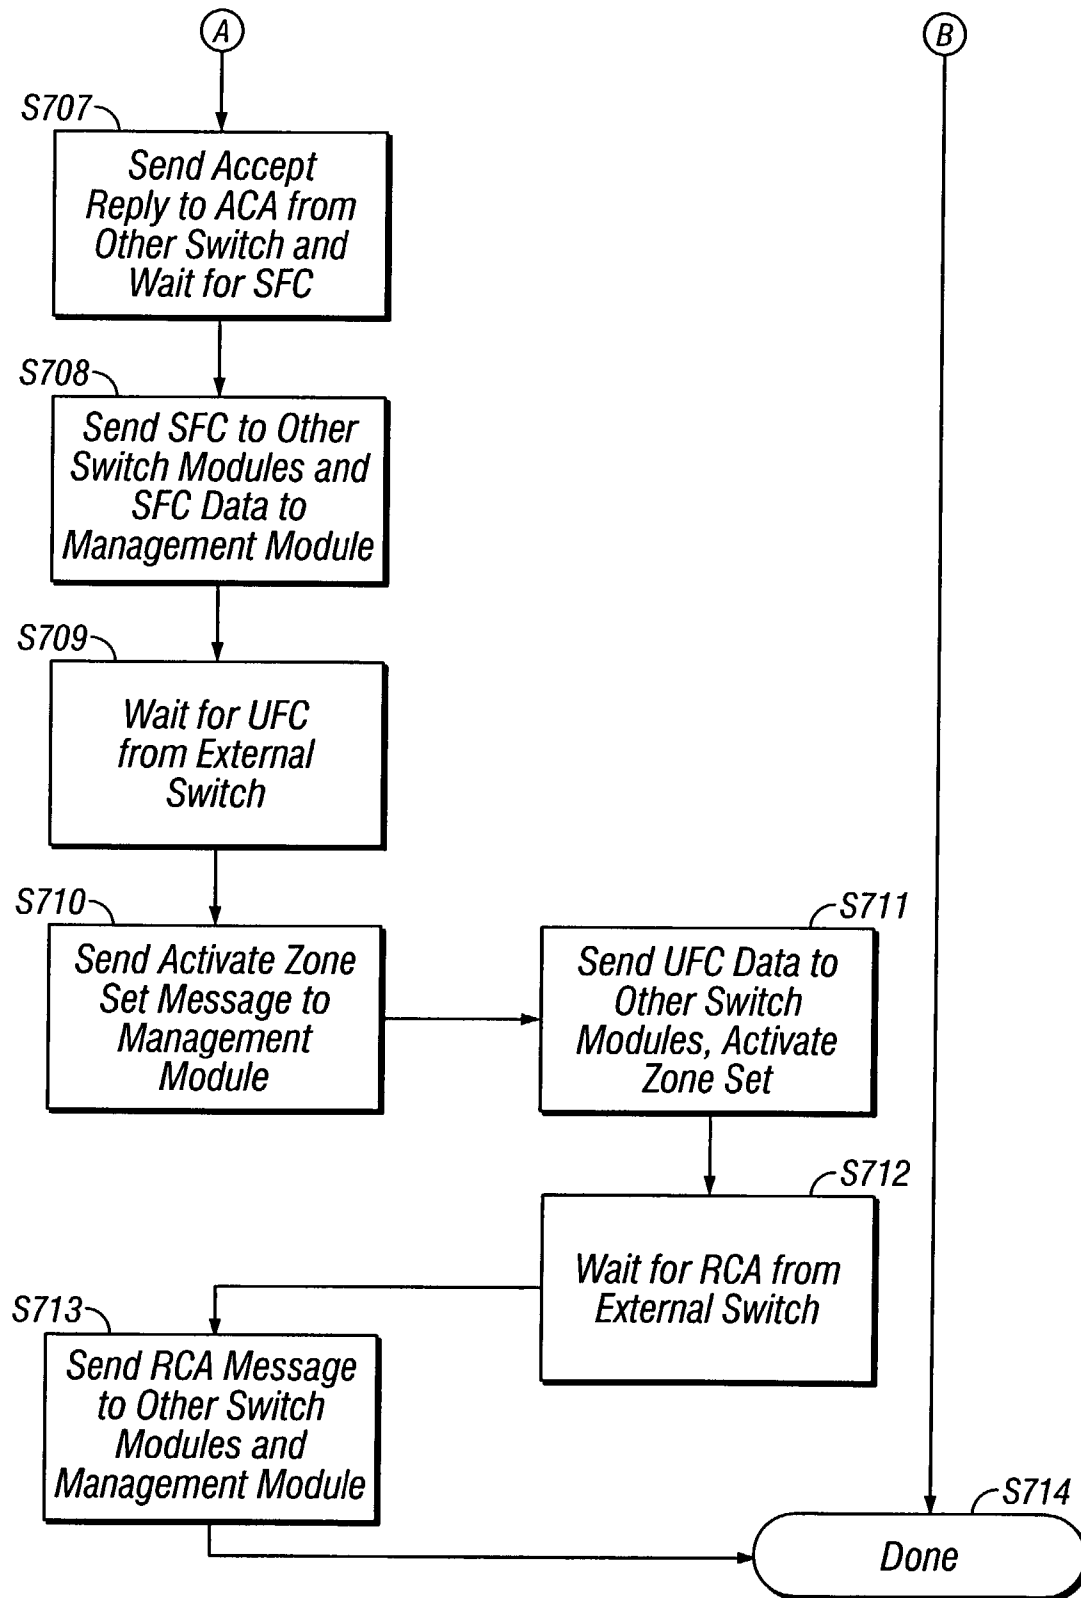 A
B
S707
Send Accept
Reply to ACA from
Other Switch and
Wait for SFC
S708
Send SFC to Other
Switch Modules and
SFC Data to
Management Module
S709
Wait for UFC
from External
Switch
S710
Send Activate Zone
Set Message to
Management
Module
S711
Send UFC Data to
Other Switch
Modules, Activate
Zone Set
S712
Wait for RCA from
External Switch
S713
Send RCA Message
to Other Switch
Modules and
Management Module
S714
Done